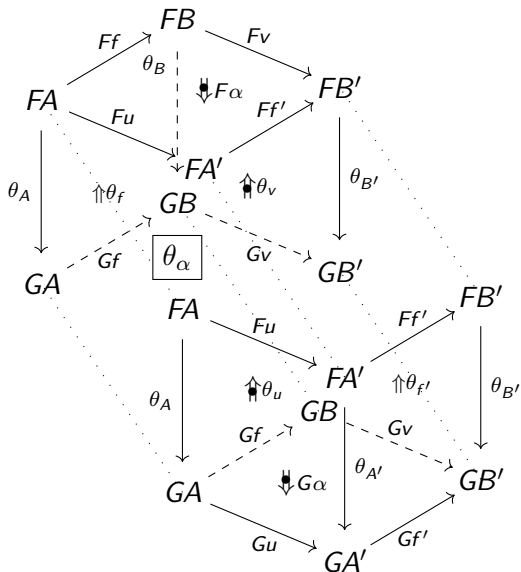 FB
Ff Fv
θ_B ⇓Fα
FA FB′
Fu Ff′
θ_A ⇑θ_f FA′ ⇑θ_v θ_B′
GB
Gf θ_α Gv GB′
GA FB′
FA Fu Ff′
FA′
θ_A ⇑θ_u GB ⇑θ_f′ θ_B′
Gf Gv
GA ⇓Gα θ_A′ GB′
Gu Gf′
GA′